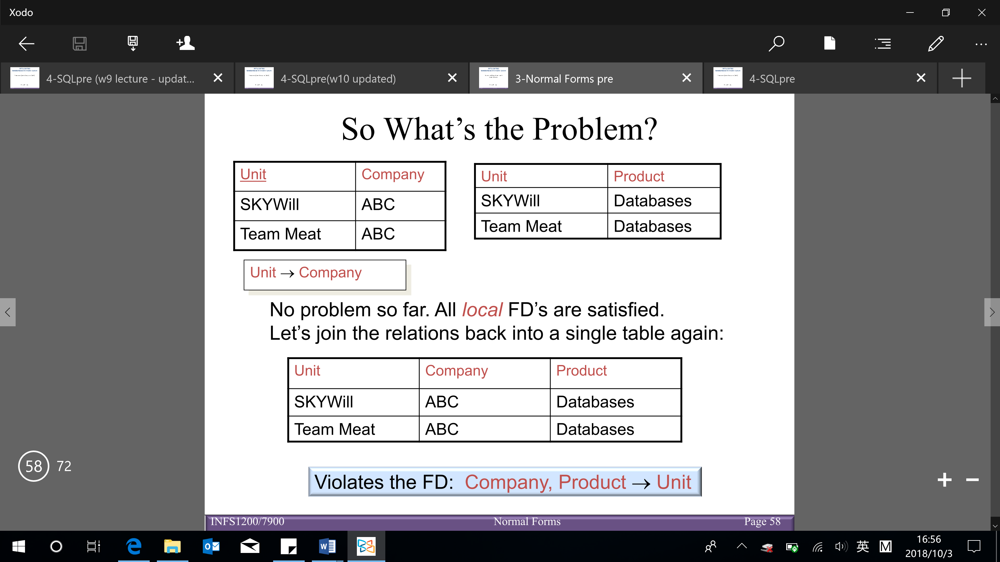 Xodo
4-SQLpre (w9 lecture - updat...
4-SQLpre(w10 updated)
3-Normal Forms pre
4-SQLpre
So What's the Problem?
Unit Company
SKYWill ABC
Team Meat ABC
Unit Product
SKYWill Databases
Team Meat Databases
Unit → Company
No problem so far. All local FD's are satisfied.
Let's join the relations back into a single table again:
Unit Company Product
SKYWill ABC Databases
Team Meat ABC Databases
Violates the FD: Company, Product → Unit
58 72
INFS1200/7900 Normal Forms Page 58
英 M
16:56
2018/10/3